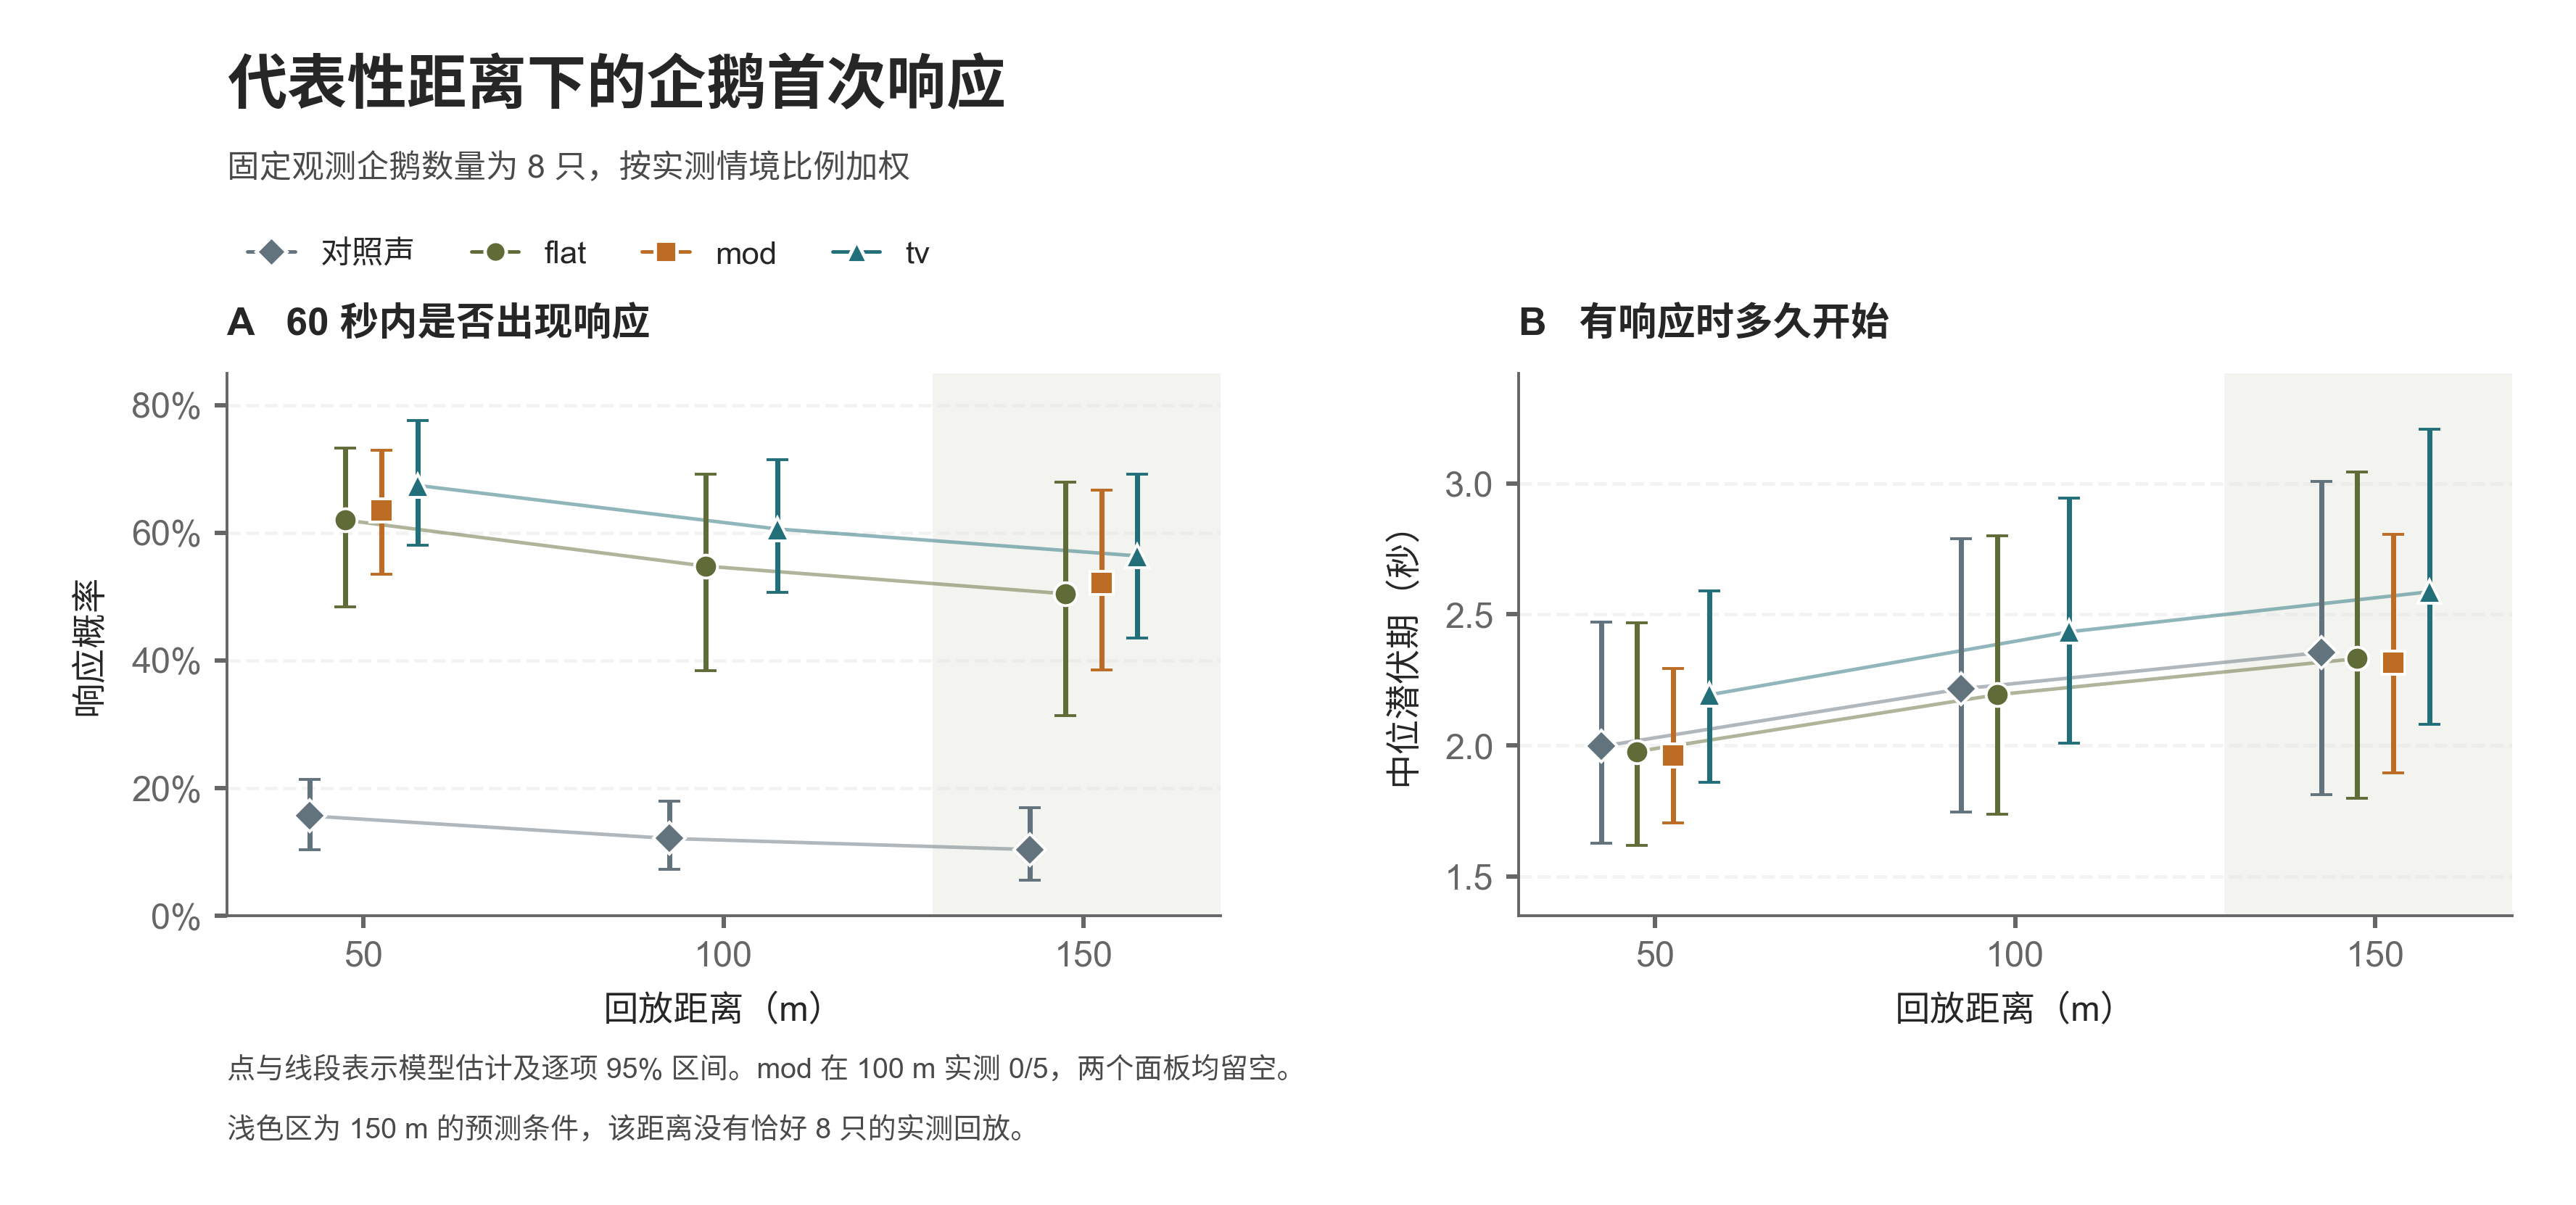 代表性距离下的企鹅首次响应
固定观测企鹅数量为 8 只，按实测情境比例加权
对照声 flat mod tv
A 60 秒内是否出现响应
80%
60%
40%
20%
0%
响应概率
50 100 150
回放距离（m）
B 有响应时多久开始
3.0
2.5
2.0
1.5
中位潜伏期（秒）
50 100 150
回放距离（m）
点与线段表示模型估计及逐项 95% 区间。mod 在 100 m 实测 0/5，两个面板均留空。
浅色区为 150 m 的预测条件，该距离没有恰好 8 只的实测回放。